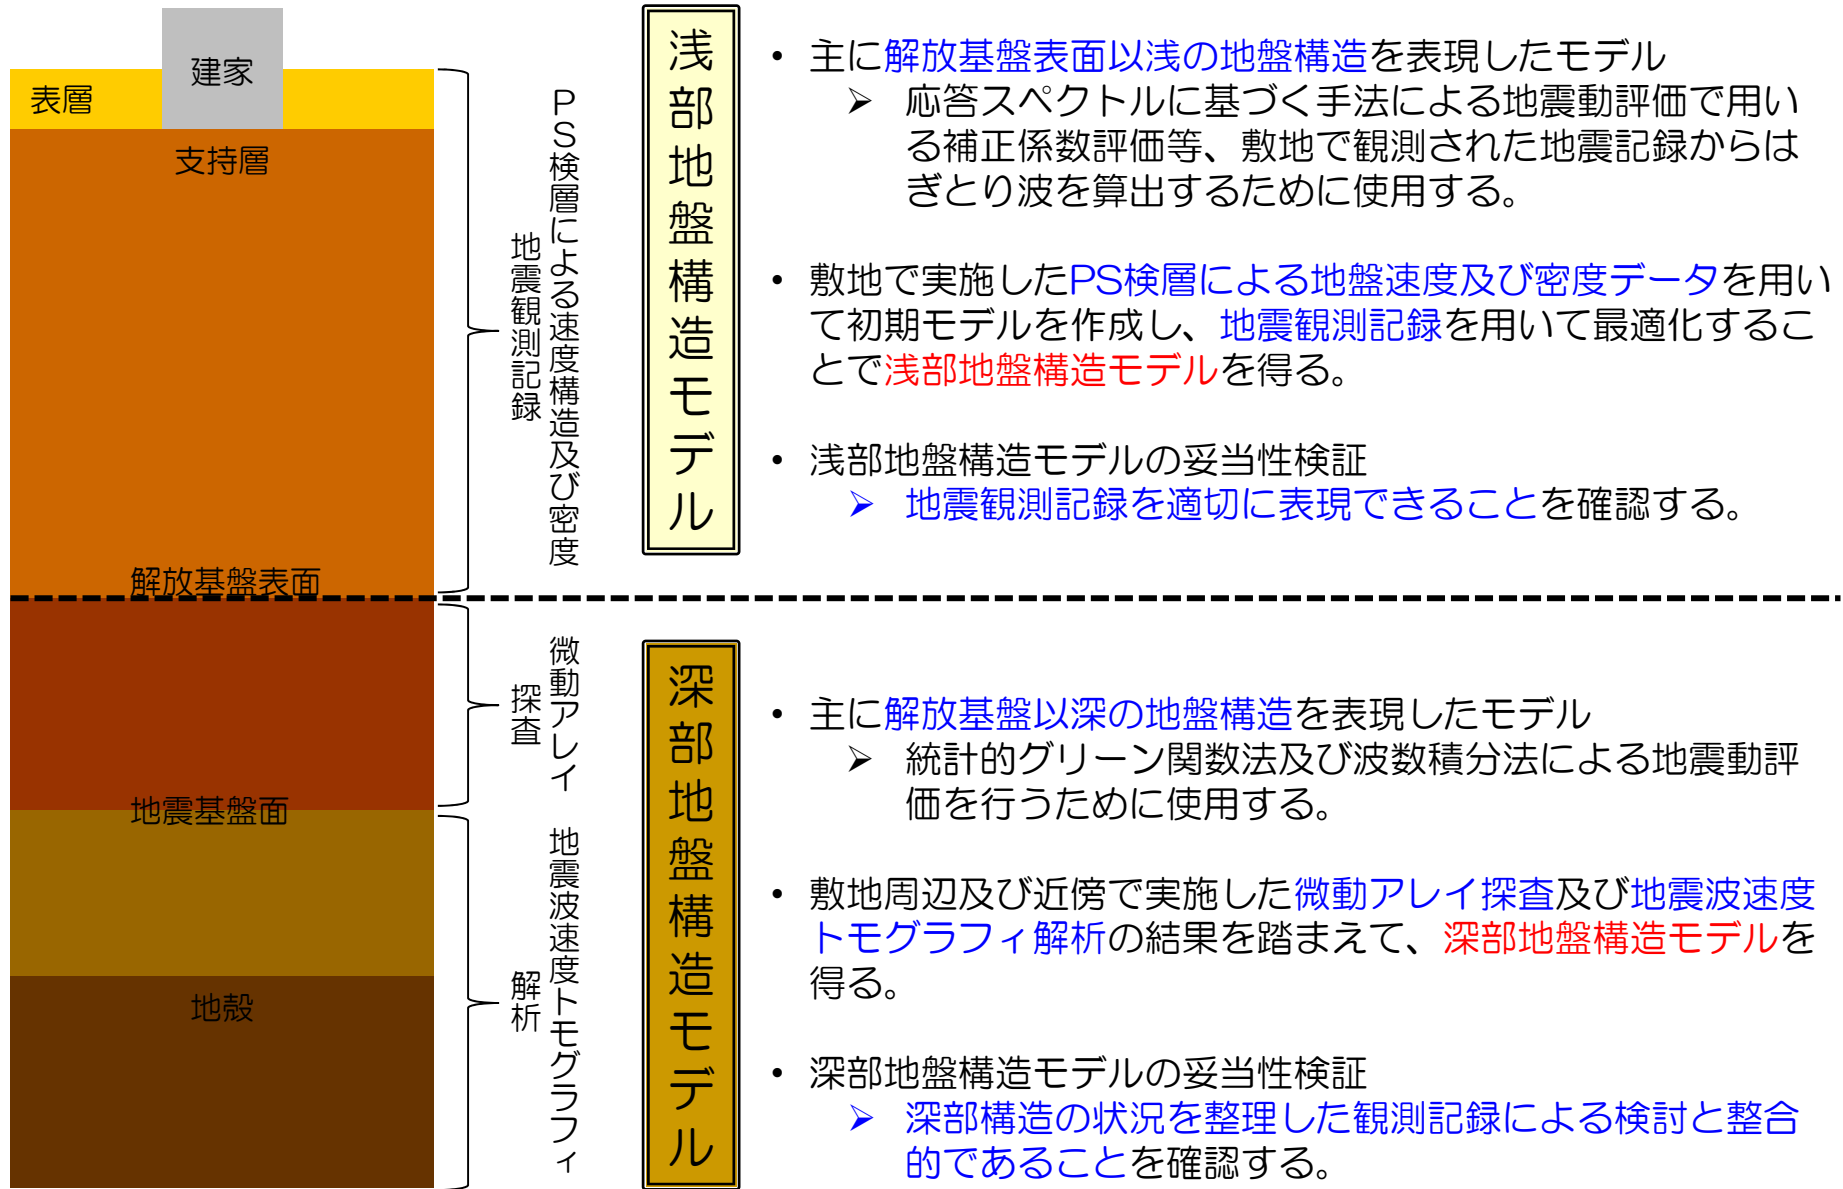 建家
表層
支持層
解放基盤表面
地震基盤面
地殻
PS検層による速度構造及び密度
地震観測記録
微動アレイ
探査
地震波速度トモグラフィ
解析
浅部地盤構造モデル
• 主に解放基盤表面以浅の地盤構造を表現したモデル
➢ 応答スペクトルに基づく手法による地震動評価で用い
る補正係数評価等、敷地で観測された地震記録からは
ぎとり波を算出するために使用する。
• 敷地で実施したPS検層による地盤速度及び密度データを用い
て初期モデルを作成し、地震観測記録を用いて最適化するこ
とで浅部地盤構造モデルを得る。
• 浅部地盤構造モデルの妥当性検証
➢ 地震観測記録を適切に表現できることを確認する。
深部地盤構造モデル
• 主に解放基盤以深の地盤構造を表現したモデル
➢ 統計的グリーン関数法及び波数積分法による地震動評
価を行うために使用する。
• 敷地周辺及び近傍で実施した微動アレイ探査及び地震波速度
トモグラフィ解析の結果を踏まえて、深部地盤構造モデルを
得る。
• 深部地盤構造モデルの妥当性検証
➢ 深部構造の状況を整理した観測記録による検討と整合
的であることを確認する。